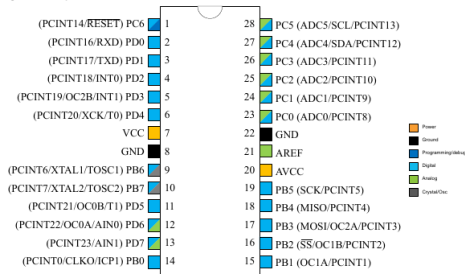 (PCINT14/RESET) PC6 1
(PCINT16/RXD) PD0 2
(PCINT17/TXD) PD1 3
(PCINT18/INT0) PD2 4
(PCINT19/OC2B/INT1) PD3 5
(PCINT20/XCK/T0) PD4 6
VCC 7
GND 8
(PCINT6/XTAL1/TOSC1) PB6 9
(PCINT7/XTAL2/TOSC2) PB7 10
(PCINT21/OC0B/T1) PD5 11
(PCINT22/OC0A/AIN0) PD6 12
(PCINT23/AIN1) PD7 13
(PCINT0/CLKO/ICP1) PB0 14
28 PC5 (ADC5/SCL/PCINT13)
27 PC4 (ADC4/SDA/PCINT12)
26 PC3 (ADC3/PCINT11)
25 PC2 (ADC2/PCINT10)
24 PC1 (ADC1/PCINT9)
23 PC0 (ADC0/PCINT8)
22 GND
21 AREF
20 AVCC
19 PB5 (SCK/PCINT5)
18 PB4 (MISO/PCINT4)
17 PB3 (MOSI/OC2A/PCINT3)
16 PB2 (SS/OC1B/PCINT2)
15 PB1 (OC1A/PCINT1)
Power
Ground
Programming/debug
Digital
Analog
Crystal/Osc